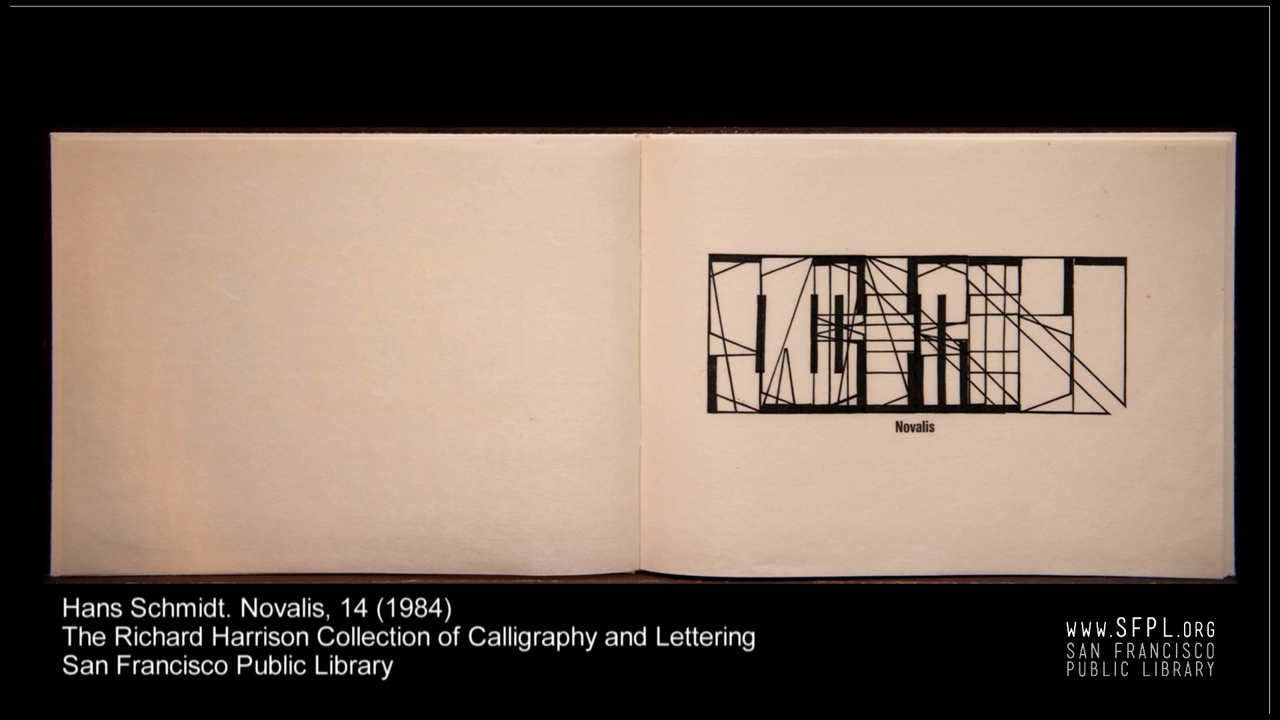 Novalis
Hans Schmidt. Novalis, 14 (1984)
The Richard Harrison Collection of Calligraphy and Lettering
San Francisco Public Library
WWW.SFPL.ORG
SAN FRANCISCO
PUBLIC LIBRARY